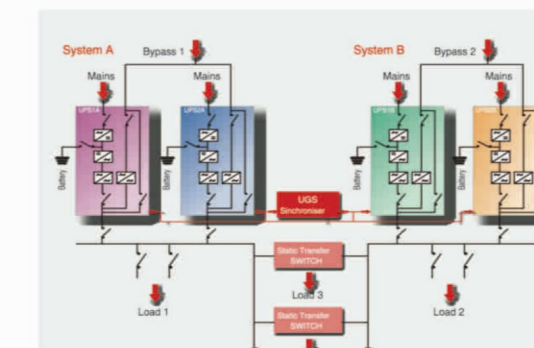 System A
Bypass 1
System B
Bypass 2
Mains
Mains
Mains
Mains
UPS1A
UPS2A
UPS1B
Battery
Battery
Battery
Battery
UGS
Sinchroniser
Static Transfer
SWITCH
Load 3
Load 1
Load 2
Static Transfer
SWITCH